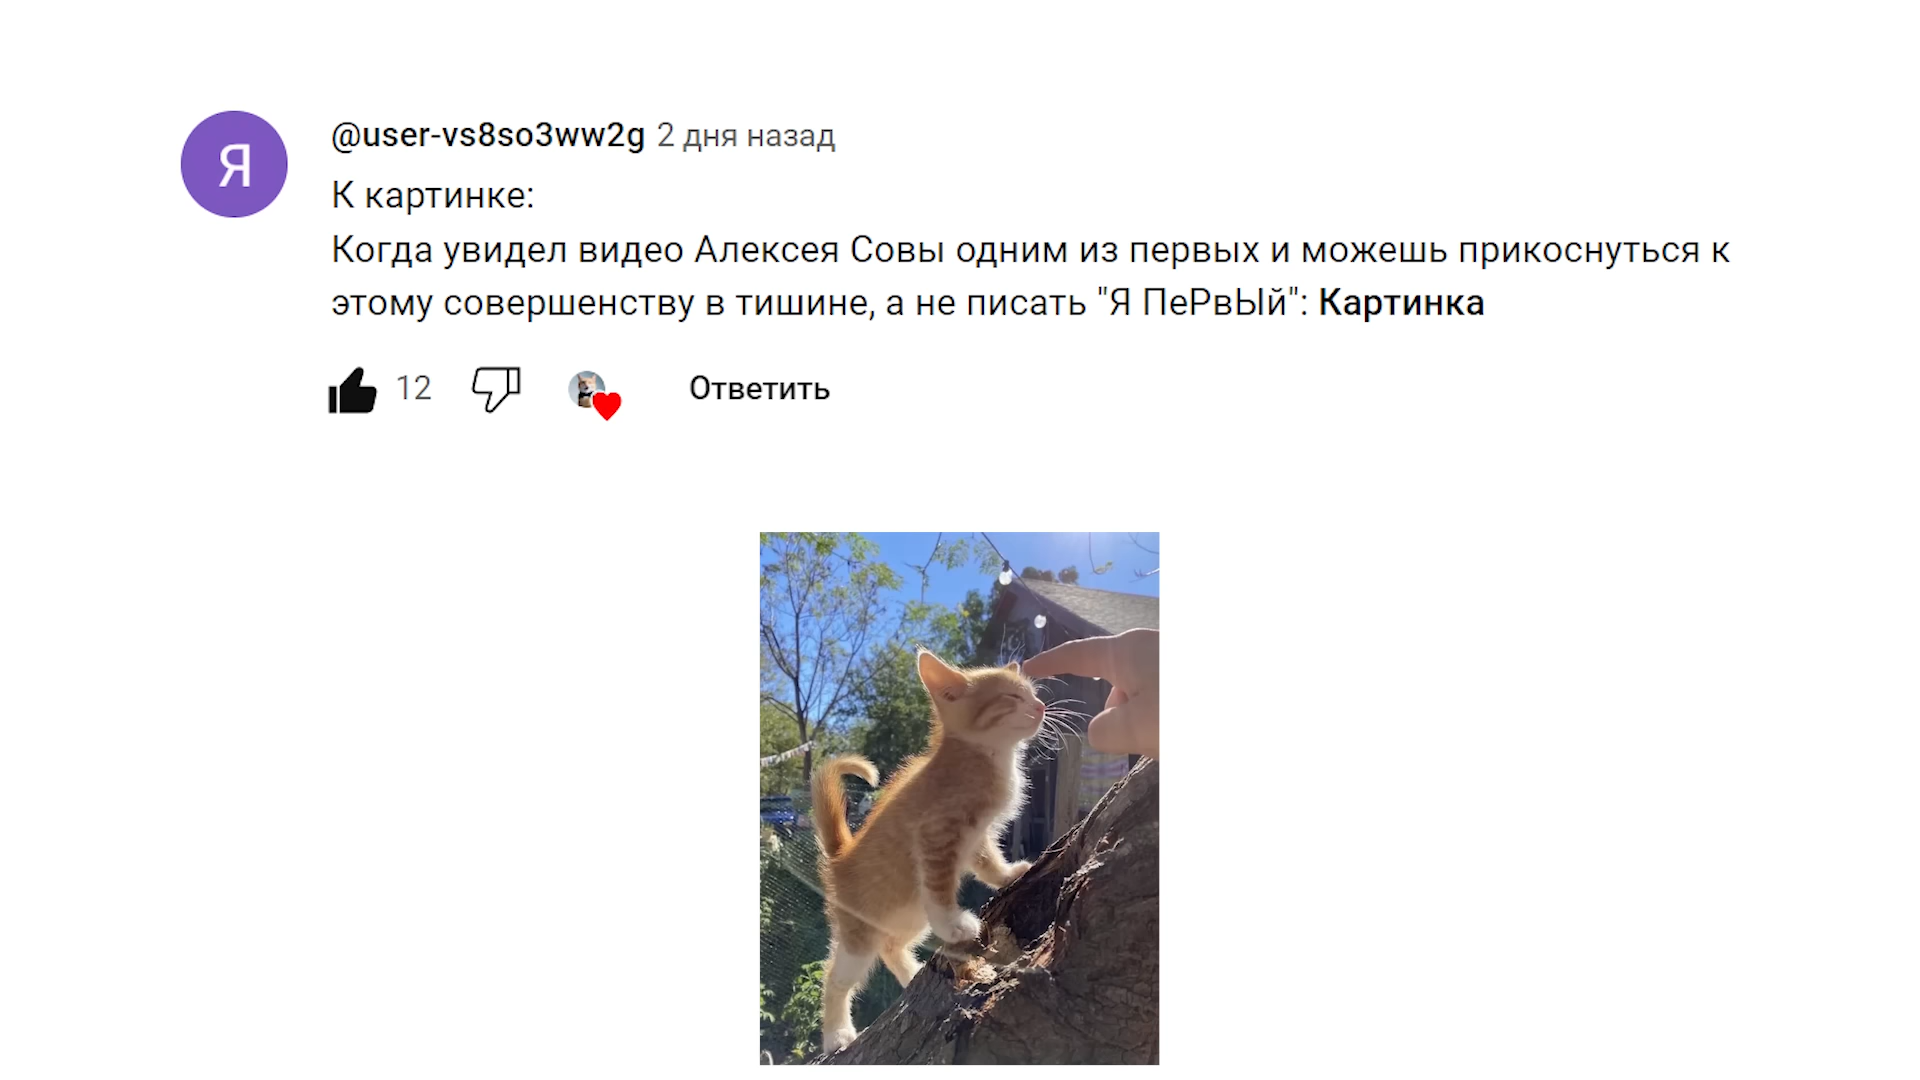 Я
@user-vs8so3ww2g 2 дня назад
К картинке:
Когда увидел видео Алексея Совы одним из первых и можешь прикоснуться к
этому совершенству в тишине, а не писать "Я ПеРвЫй": Картинка
12
Ответить